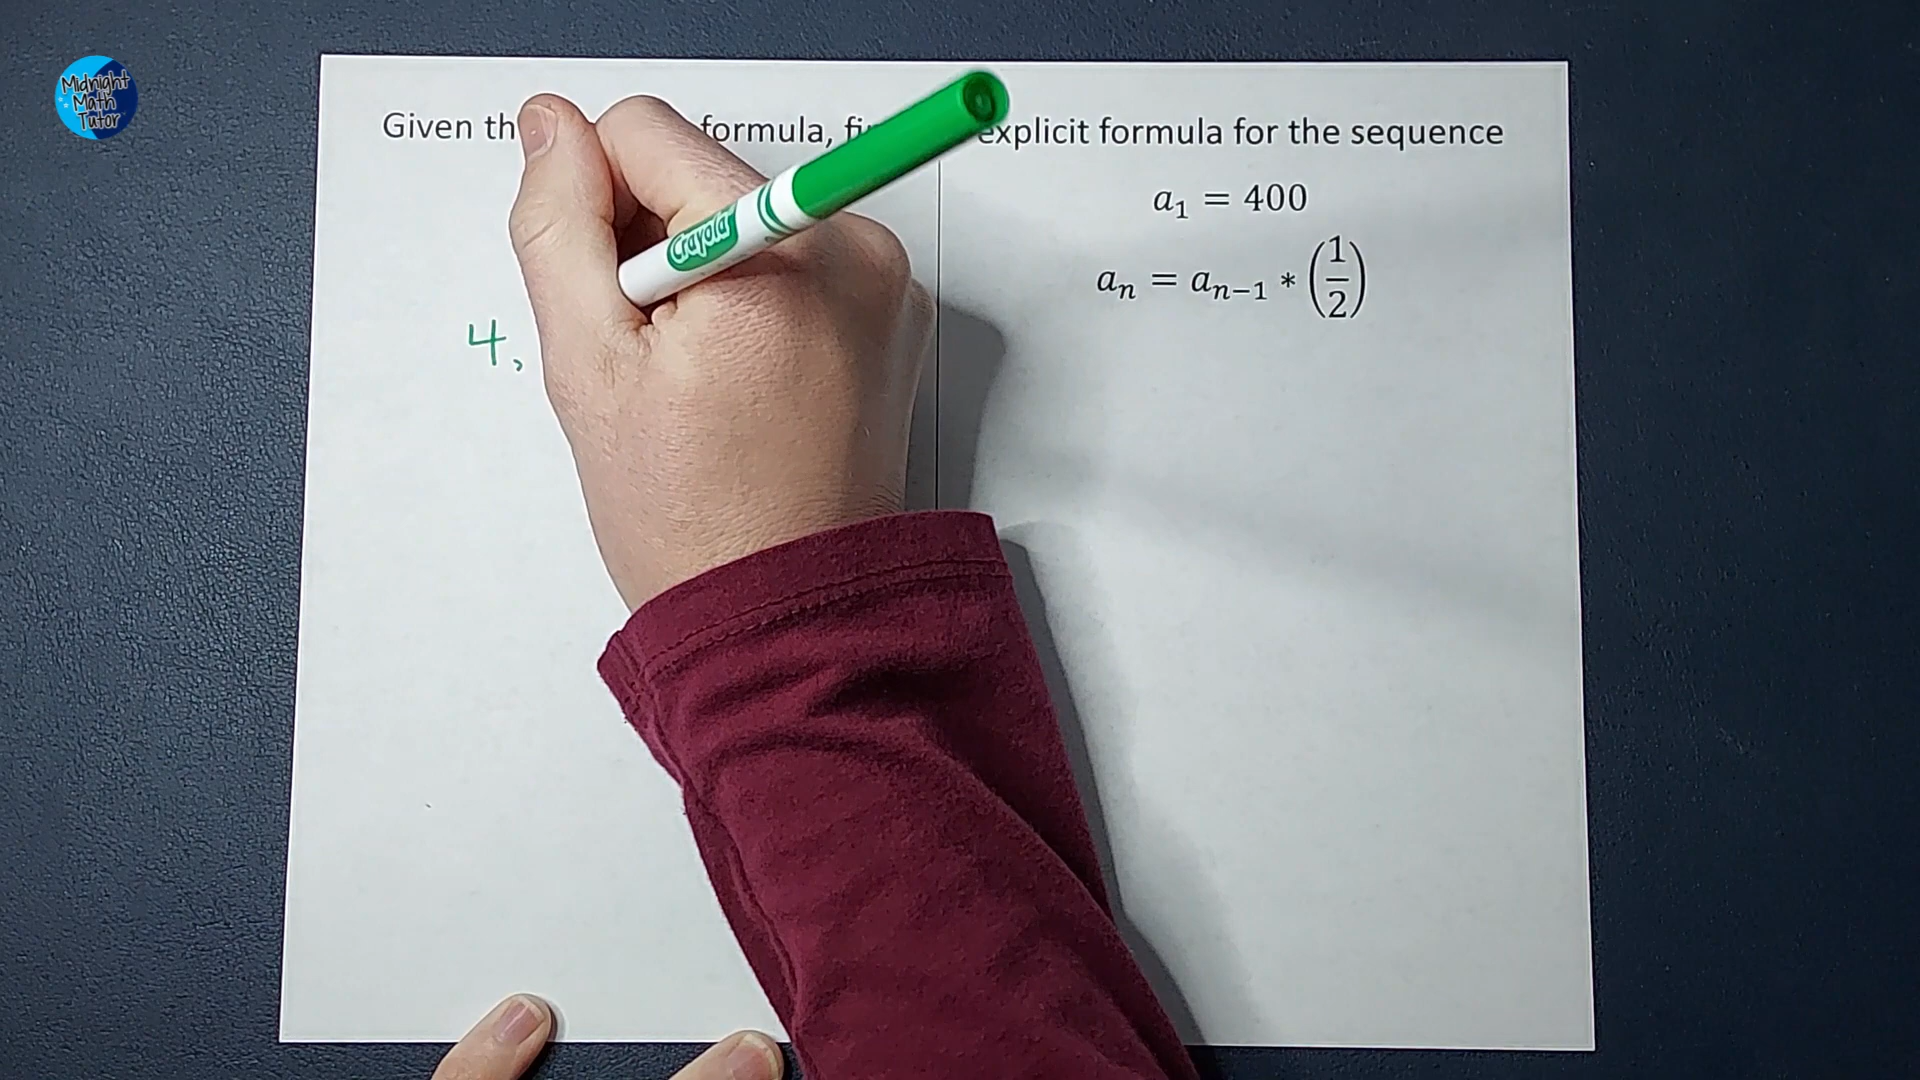 Midnight
Math
Tutor
Given th formula, fi explicit formula for the sequence
a₁ = 400
aₙ = aₙ₋₁ * (1/2)
4,
Crayola